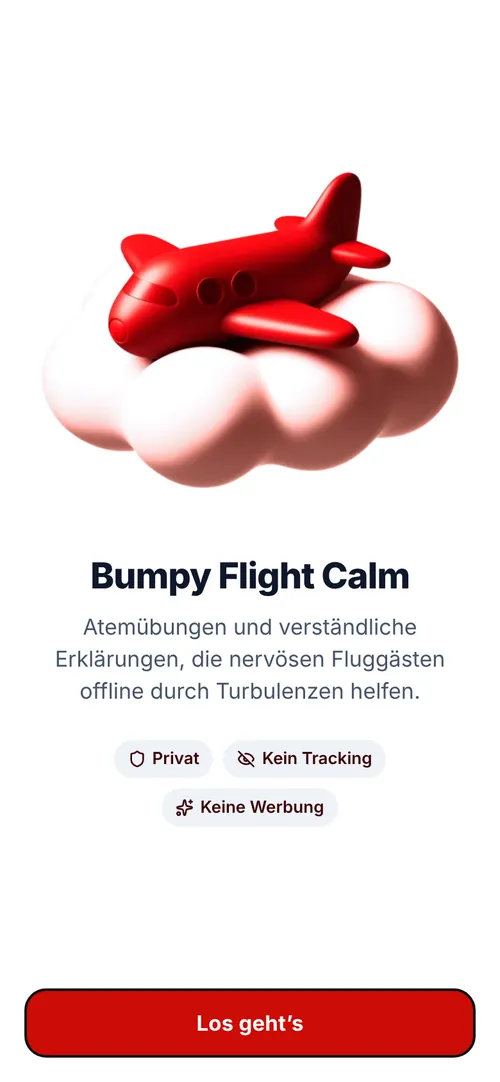 Bumpy Flight Calm
Atemübungen und verständliche
Erklärungen, die nervösen Fluggästen
offline durch Turbulenzen helfen.
Privat
Kein Tracking
Keine Werbung
Los geht’s